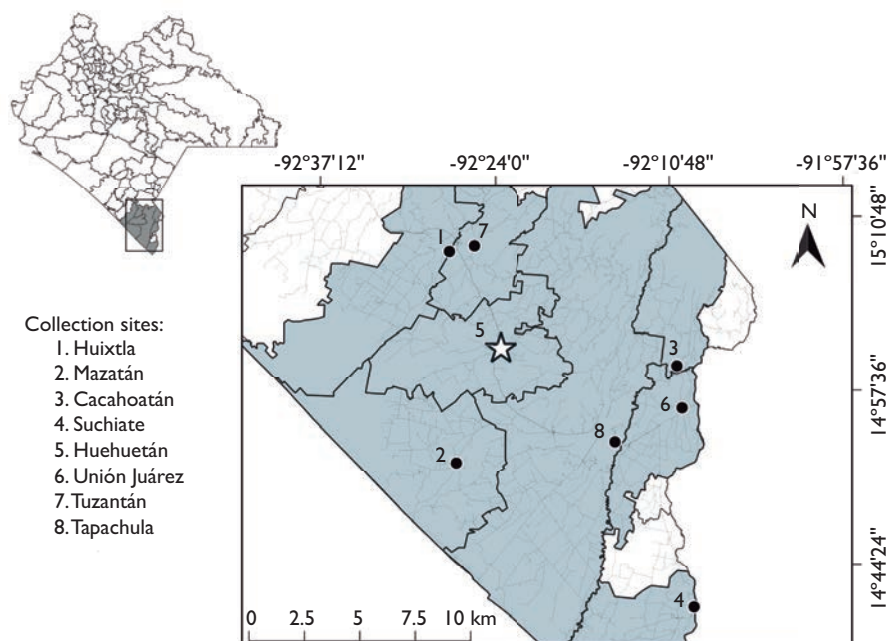 -92°37'12" -92°24'0" -92°10'48" -91°57'36"
N
15°10'48"
1 7
5
3
14°57'36"
6
8
2
14°44'24"
4
0 2.5 5 7.5 10 km
Collection sites:
1. Huixtla
2. Mazatán
3. Cacahoatán
4. Suchiate
5. Huehuetán
6. Unión Juárez
7. Tuzantán
8. Tapachula